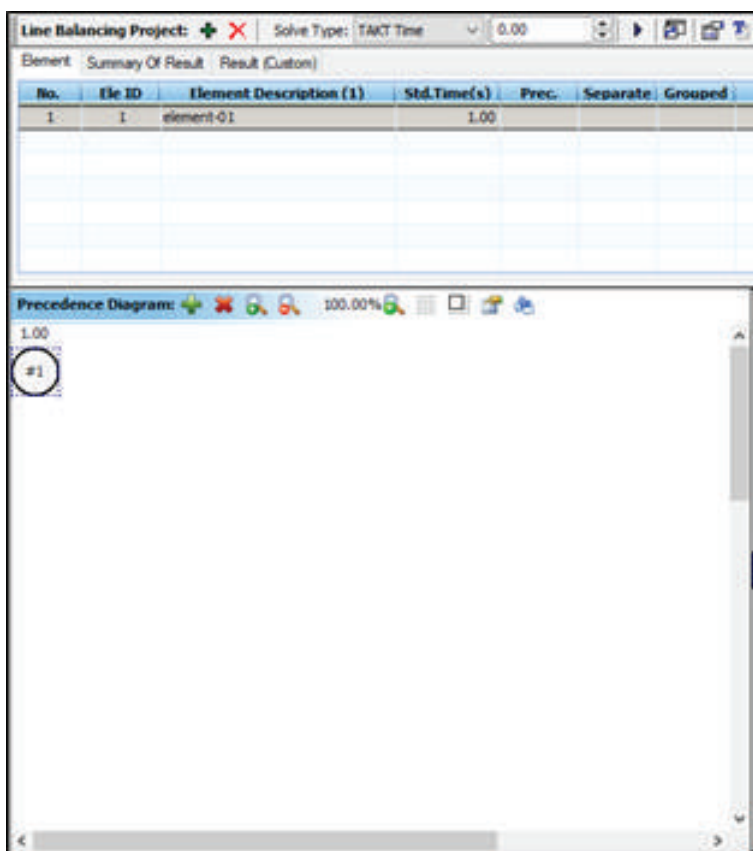 Line Balancing Project: Solve Type: TAKT Time 0.00
Element Summary Of Result Result (Custom)
No. Ele ID Element Description (1) Std.Time(s) Prec. Separate Grouped
1 1 element-01 1.00
Precedence Diagram: 100.00%
1.00
#1